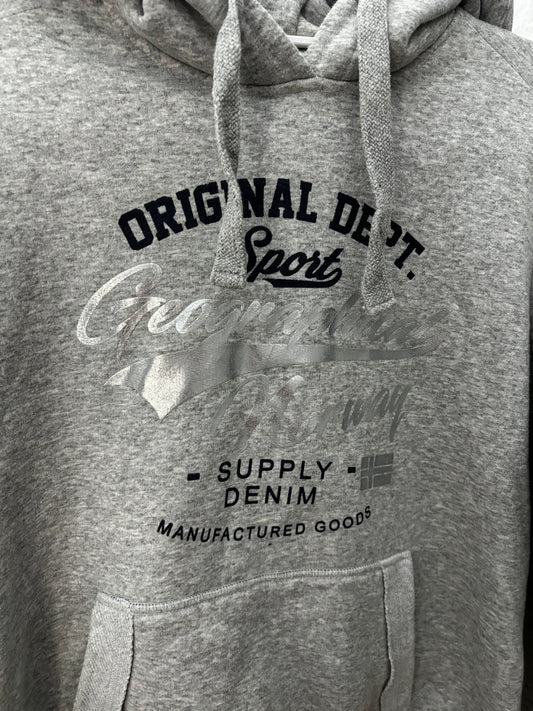 ORIGINAL DEPT.
Sport
Geographical
Norway
- SUPPLY -
DENIM
MANUFACTURED GOODS